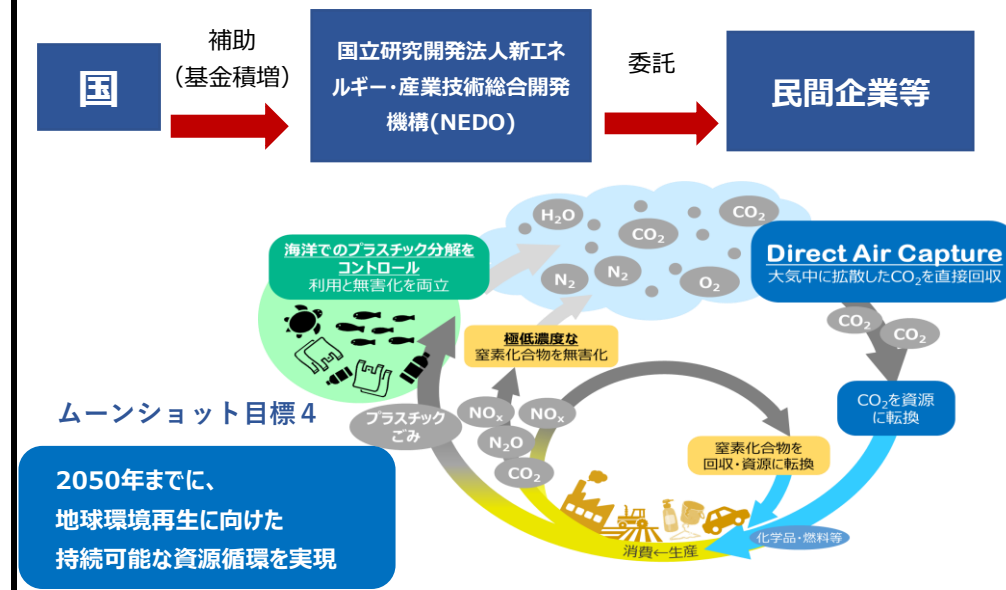 国
補助
（基金積増）
国立研究開発法人新エネ
ルギー・産業技術総合開発
機構(NEDO)
委託
民間企業等
H₂O
CO₂
CO₂
N₂
N₂
O₂
海洋でのプラスチック分解を
コントロール
利用と無害化を両立
Direct Air Capture
大気中に拡散したCO₂を直接回収
極低濃度な
窒素化合物を無害化
CO₂
CO₂
ムーンショット目標４
プラスチック
ごみ
NOₓ
NOₓ
N₂O
CO₂
CO₂を資源
に転換
窒素化合物を
回収・資源に転換
2050年までに、
地球環境再生に向けた
持続可能な資源循環を実現
消費←生産
化学品・燃料等